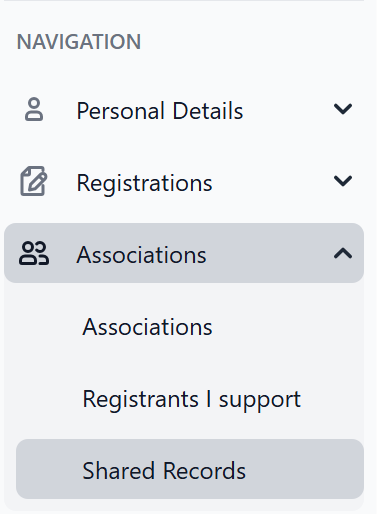 NAVIGATION
Personal Details
Registrations
Associations
Associations
Registrants I support
Shared Records